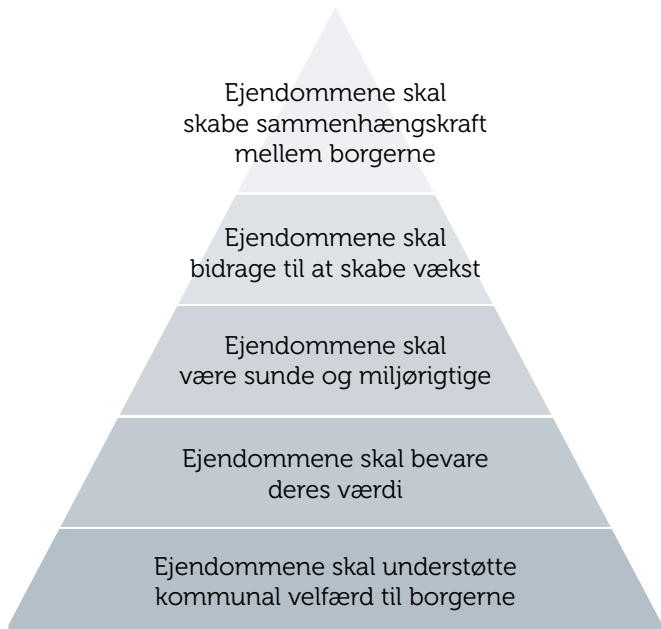 Ejendommene skal
skabe sammenhængskraft
mellem borgerne
Ejendommene skal
bidrage til at skabe vækst
Ejendommene skal
være sunde og miljørigtige
Ejendommene skal bevare
deres værdi
Ejendommene skal understøtte
kommunal velfærd til borgerne